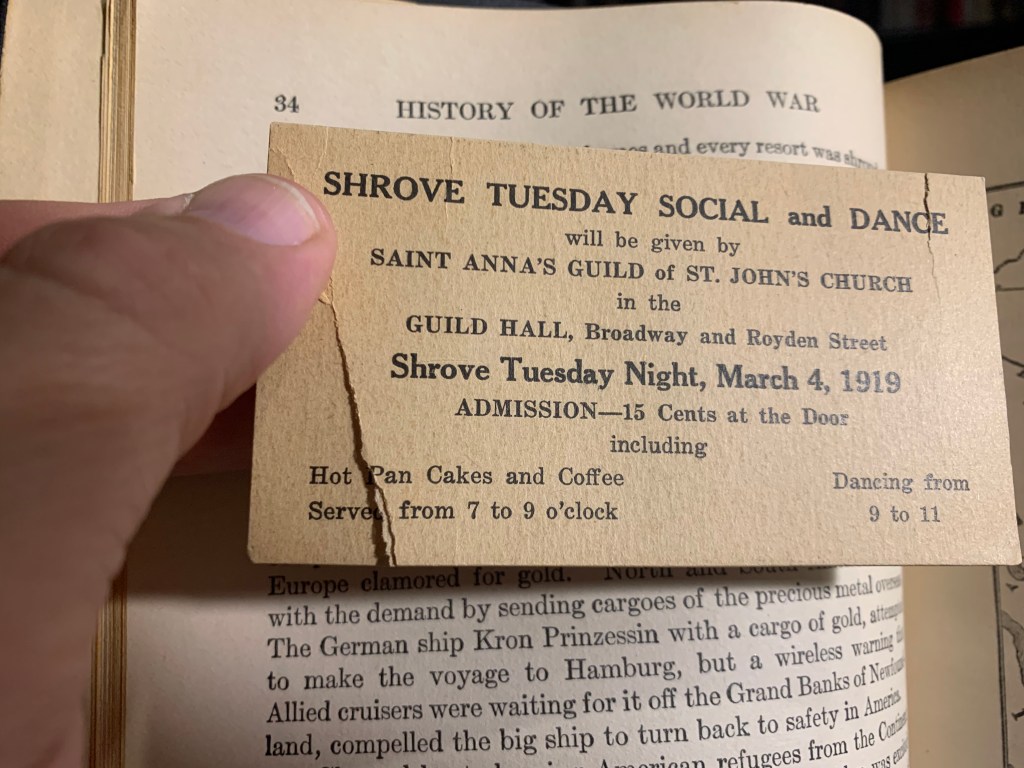 34 HISTORY OF THE WORLD WAR
and every resort was
SHROVE TUESDAY SOCIAL and DANCE
will be given by
SAINT ANNA'S GUILD of ST. JOHN'S CHURCH
in the
GUILD HALL, Broadway and Royden Street
Shrove Tuesday Night, March 4, 1919
ADMISSION—15 Cents at the Door
including
Hot Pan Cakes and Coffee
Served from 7 to 9 o'clock
Dancing from
9 to 11
Europe clamored for gold. North and South
with the demand by sending cargoes of the precious metal
The German ship Kron Prinzessin with a cargo of gold,
to make the voyage to Hamburg, but a wireless warning
Allied cruisers were waiting for it off the Grand Banks of
land, compelled the big ship to turn back to safety in America.
American refugees from the
was